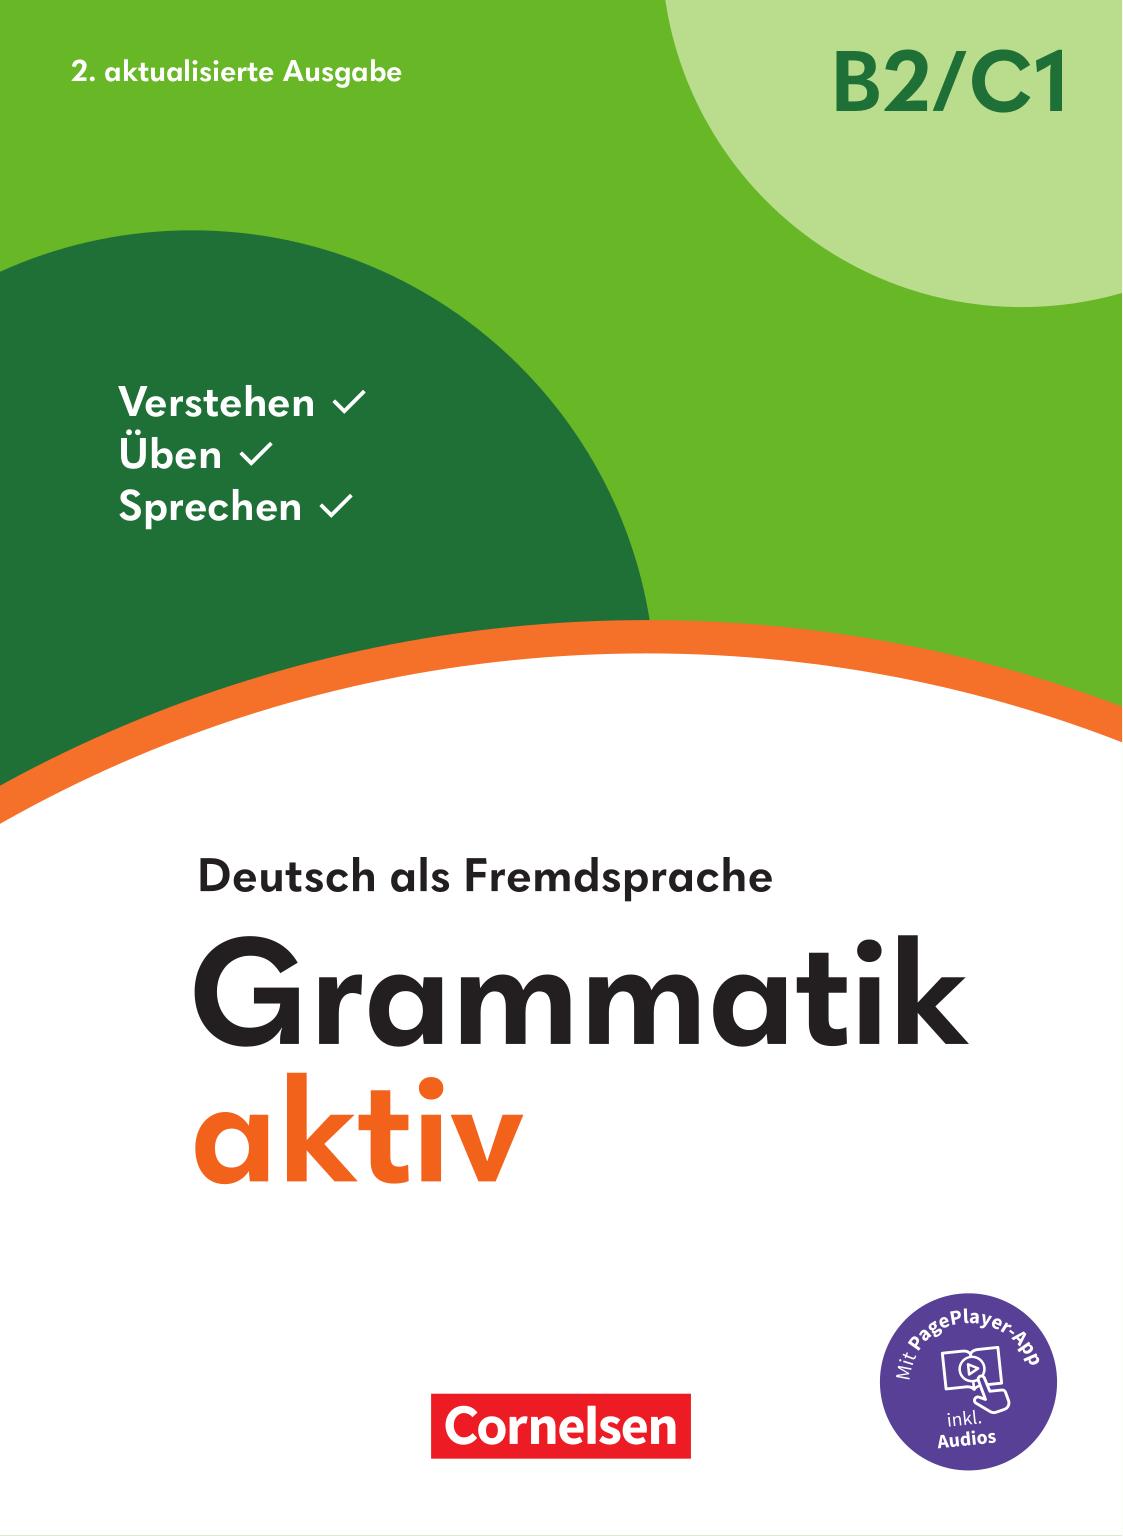 2. aktualisierte Ausgabe
B2/C1
Verstehen ✓
Üben ✓
Sprechen ✓
Deutsch als Fremdsprache
Grammatik
aktiv
Mit PagePlayer-App
inkl.
Audios
Cornelsen